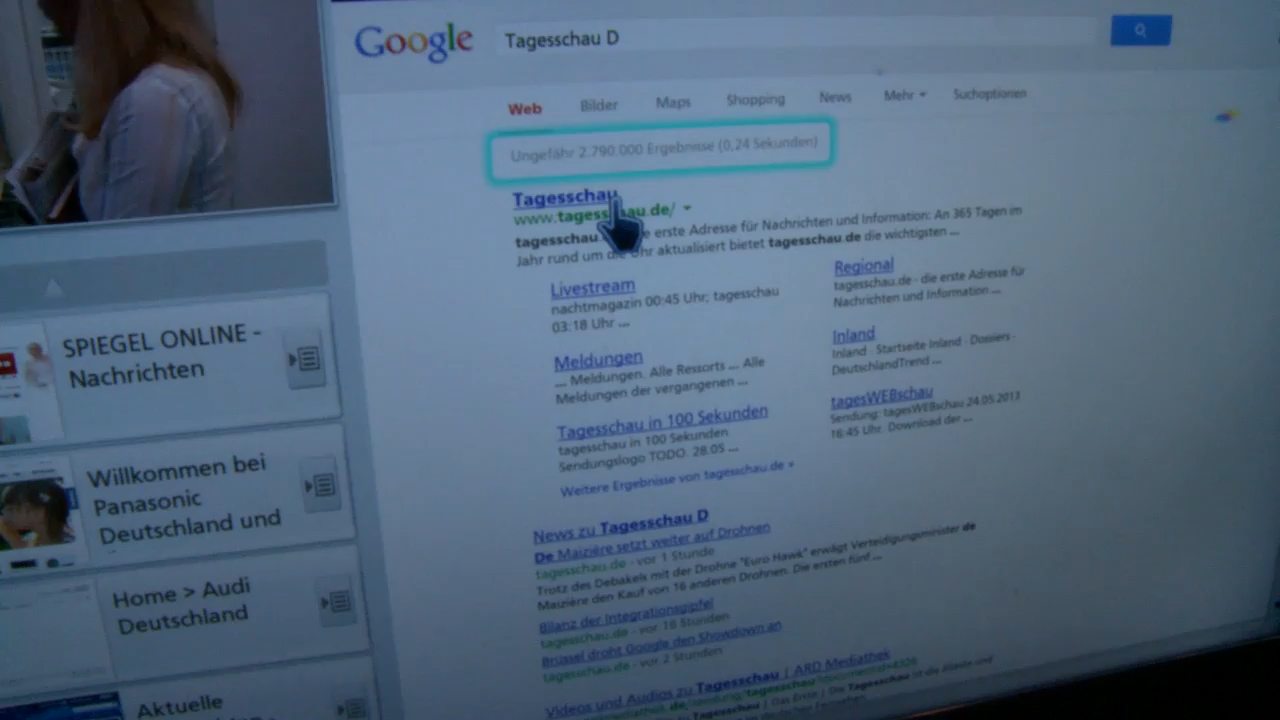 Google
Tagesschau D
Web Bilder Maps Shopping News Mehr Suchoptionen
Ungefähr 2.790.000 Ergebnisse (0,24 Sekunden)
Tagesschau
www.tagesschau.de/
tagesschau. erste Adresse für Nachrichten und Information: An 365 Tagen im
Jahr rund um die Uhr aktualisiert bietet tagesschau.de die wichtigsten ...
Livestream
nachtmagazin 00:45 Uhr; tagesschau
03:18 Uhr ...
Meldungen
... Meldungen. Alle Ressorts ... Alle
Meldungen der vergangenen ...
Tagesschau in 100 Sekunden
tagesschau in 100 Sekunden
Sendungslogo TODO. 28.05 ...
Weitere Ergebnisse von tagesschau.de »
Regional
tagesschau.de - die erste Adresse für
Nachrichten und Information ...
Inland
Inland · Startseite Inland · Dossiers ·
DeutschlandTrend ...
tagesWEBschau
Sendung: tagesWEBschau 24.05.2013
16:45 Uhr. Download der ...
News zu Tagesschau D
De Maizière setzt weiter auf Drohnen
tagesschau.de - vor 1 Stunde
Trotz des Debakels mit der Drohne "Euro Hawk" erwägt Verteidigungsminister de
Maizière den Kauf von 16 anderen Drohnen. Die ersten fünf ...
Bilanz der Integrationsgipfel
tagesschau.de - vor 16 Stunden
Brüssel droht Google den Showdown an
tagesschau.de - vor 2 Stunden
Videos und Audios zu Tagesschau | ARD Mediathek
SPIEGEL ONLINE -
Nachrichten
Willkommen bei
Panasonic
Deutschland und
Home > Audi
Deutschland
Aktuelle